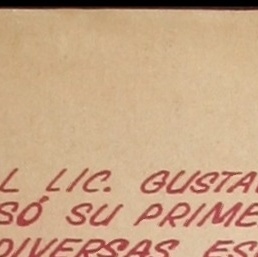 L LIC. GUSTA
SÓ SU PRIME
DIVERSAS ES